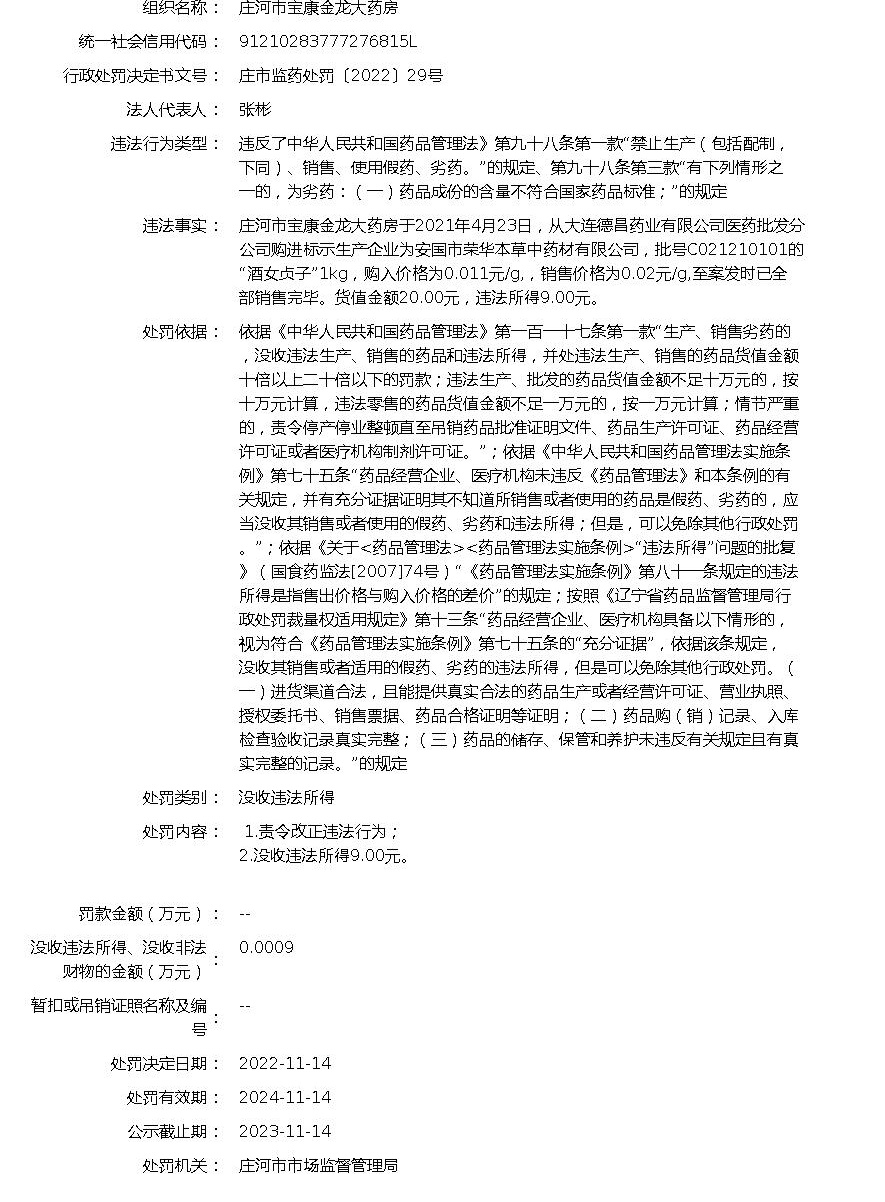 组织名称： 庄河市宝康金龙大药房
统一社会信用代码： 91210283777276815L
行政处罚决定书文号： 庄市监药处罚〔2022〕29号
法人代表人： 张彬
违法行为类型： 违反了中华人民共和国药品管理法》第九十八条第一款“禁止生产（包括配制，
下同）、销售、使用假药、劣药。”的规定、第九十八条第三款“有下列情形之
一的，为劣药：（一）药品成份的含量不符合国家药品标准；”的规定
违法事实： 庄河市宝康金龙大药房于2021年4月23日，从大连德昌药业有限公司医药批发分
公司购进标示生产企业为安国市荣华本草中药材有限公司，批号C021210101的
“酒女贞子”1kg，购入价格为0.011元/g,，销售价格为0.02元/g,至案发时已全
部销售完毕。货值金额20.00元，违法所得9.00元。
处罚依据： 依据《中华人民共和国药品管理法》第一百一十七条第一款“生产、销售劣药的
，没收违法生产、销售的药品和违法所得，并处违法生产、销售的药品货值金额
十倍以上二十倍以下的罚款；违法生产、批发的药品货值金额不足十万元的，按
十万元计算，违法零售的药品货值金额不足一万元的，按一万元计算；情节严重
的，责令停产停业整顿直至吊销药品批准证明文件、药品生产许可证、药品经营
许可证或者医疗机构制剂许可证。”；依据《中华人民共和国药品管理法实施条
例》第七十五条“药品经营企业、医疗机构未违反《药品管理法》和本条例的有
关规定，并有充分证据证明其不知道所销售或者使用的药品是假药、劣药的，应
当没收其销售或者使用的假药、劣药和违法所得；但是，可以免除其他行政处罚
。”；依据《关于<药品管理法><药品管理法实施条例>“违法所得”问题的批复
》（国食药监法[2007]74号）“《药品管理法实施条例》第八十一条规定的违法
所得是指售出价格与购入价格的差价”的规定；按照《辽宁省药品监督管理局行
政处罚裁量权适用规定》第十三条“药品经营企业、医疗机构具备以下情形的，
视为符合《药品管理法实施条例》第七十五条的“充分证据”，依据该条规定，
没收其销售或者适用的假药、劣药的违法所得，但是可以免除其他行政处罚。（
一）进货渠道合法，且能提供真实合法的药品生产或者经营许可证、营业执照、
授权委托书、销售票据、药品合格证明等证明；（二）药品购（销）记录、入库
检查验收记录真实完整；（三）药品的储存、保管和养护未违反有关规定且有真
实完整的记录。”的规定
处罚类别： 没收违法所得
处罚内容： 1.责令改正违法行为；
2.没收违法所得9.00元。
罚款金额（万元）： --
没收违法所得、没收非法
财物的金额（万元）： 0.0009
暂扣或吊销证照名称及编
号： --
处罚决定日期： 2022-11-14
处罚有效期： 2024-11-14
公示截止期： 2023-11-14
处罚机关： 庄河市市场监督管理局